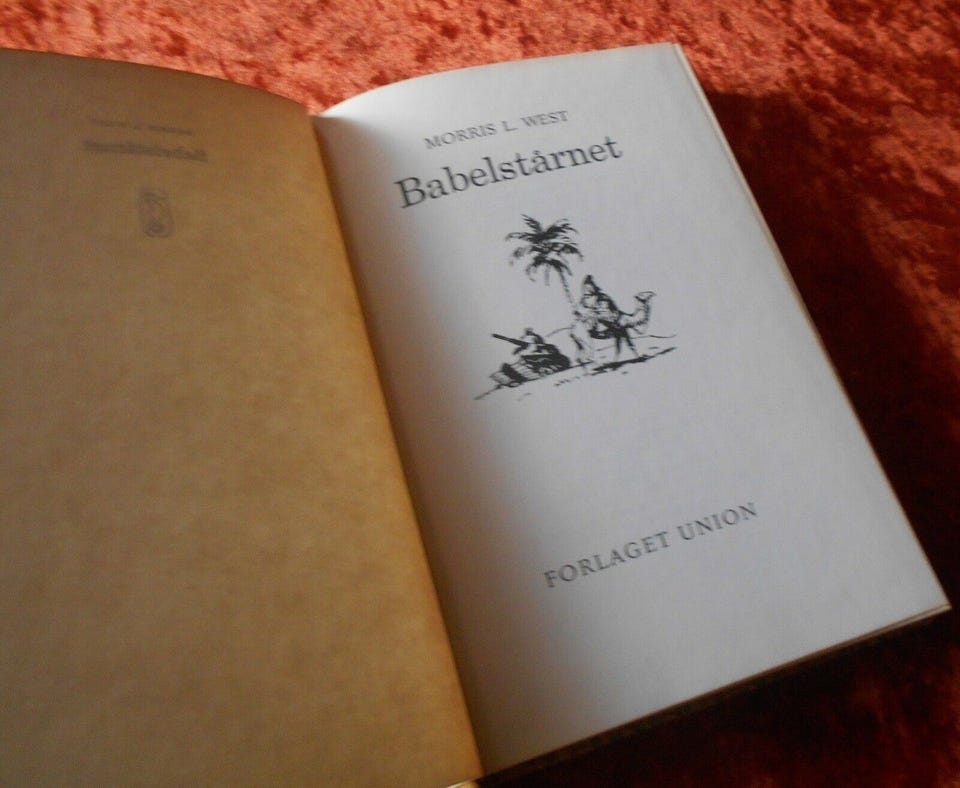 MORRIS L. WEST
Babelstårnet
FORLAGET UNION